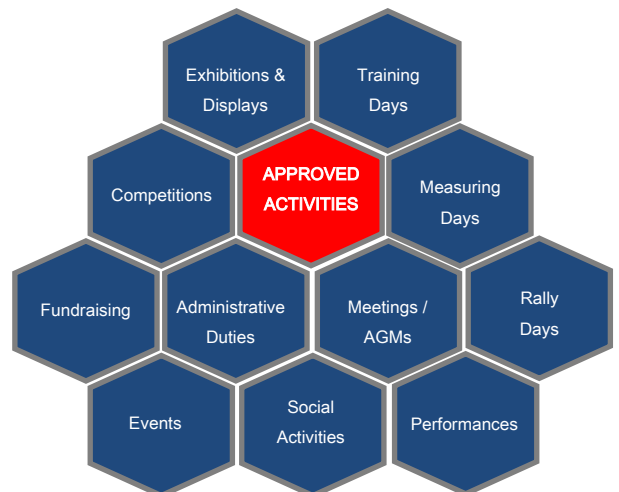 Exhibitions &
Displays
Training
Days
Competitions
APPROVED
ACTIVITIES
Measuring
Days
Fundraising
Administrative
Duties
Meetings /
AGMs
Rally
Days
Events
Social
Activities
Performances